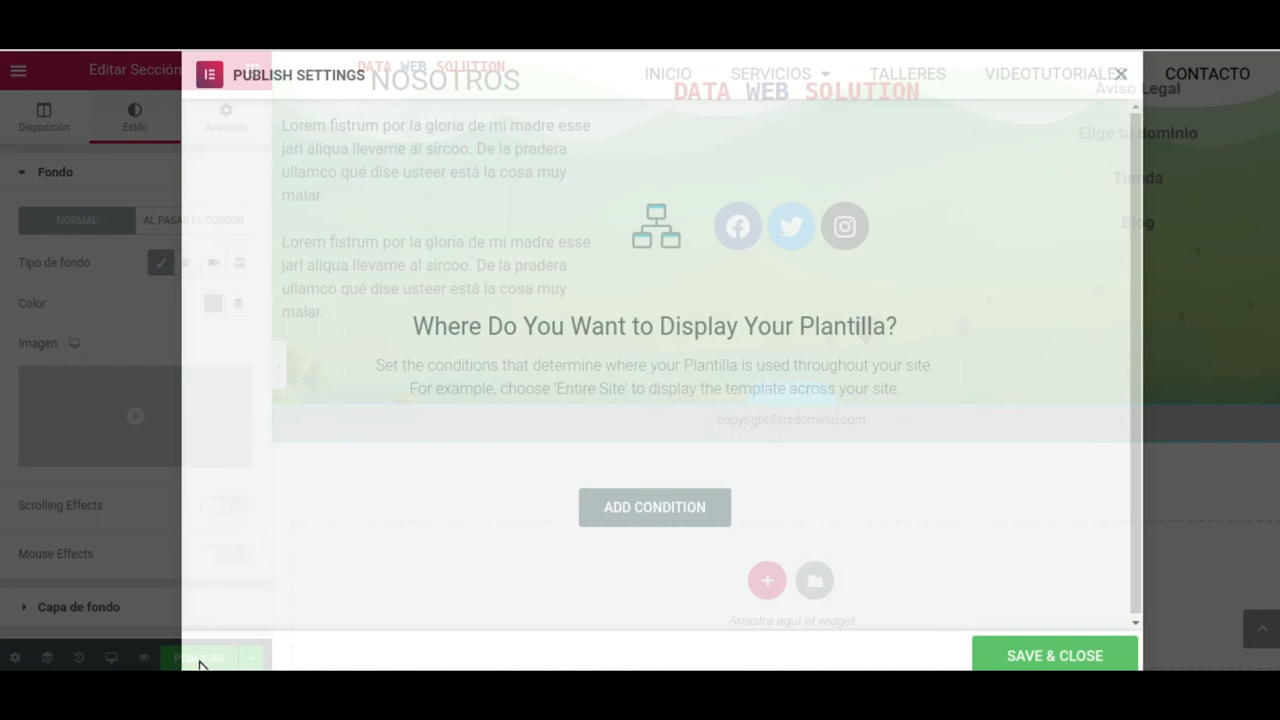 Editar Sección
PUBLISH SETTINGS
DATA WEB SOLUTION
NOSOTROS
INICIO
SERVICIOS
TALLERES
VIDEOTUTORIALES
CONTACTO
DATA WEB SOLUTION
Aviso Legal
Elige tu dominio
Tienda
Blog
Disposición
Estilo
Avanzado
Lorem fistrum por la gloria de mi madre esse
jarl aliqua llevame al sircoo. De la pradera
ullamco qué dise usteer está la cosa muy
malar.
Lorem fistrum por la gloria de mi madre esse
jarl aliqua llevame al sircoo. De la pradera
ullamco qué dise usteer está la cosa muy
malar.
Fondo
NORMAL
AL PASAR EL CURSOR
Tipo de fondo
Color
Imagen
Where Do You Want to Display Your Plantilla?
Set the conditions that determine where your Plantilla is used throughout your site.
For example, choose 'Entire Site' to display the template across your site.
copyright©midominio.com
ADD CONDITION
Scrolling Effects
Mouse Effects
Capa de fondo
Arrastra aquí el widget
PUBLICAR
SAVE & CLOSE